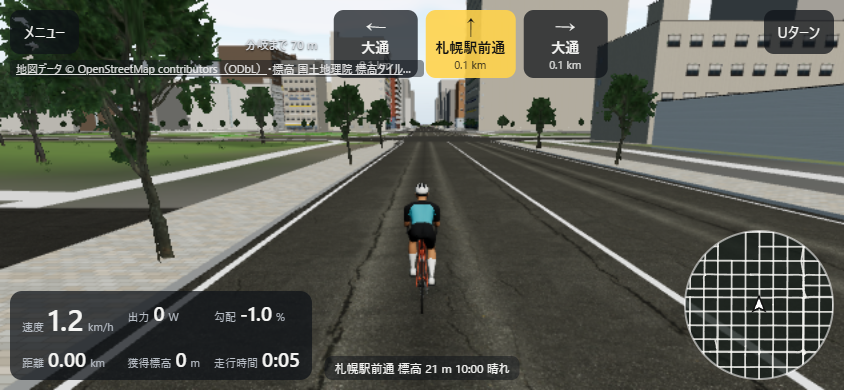 メニュー
分岐まで 70 m
←
大通
↑
札幌駅前通
0.1 km
→
大通
0.1 km
Uターン
地図データ © OpenStreetMap contributors（ODbL）· 標高 国土地理院 標高タイル...
速度 1.2 km/h
出力 0 W
勾配 -1.0 %
距離 0.00 km
獲得標高 0 m
走行時間 0:05
札幌駅前通 標高 21 m 10:00 晴れ